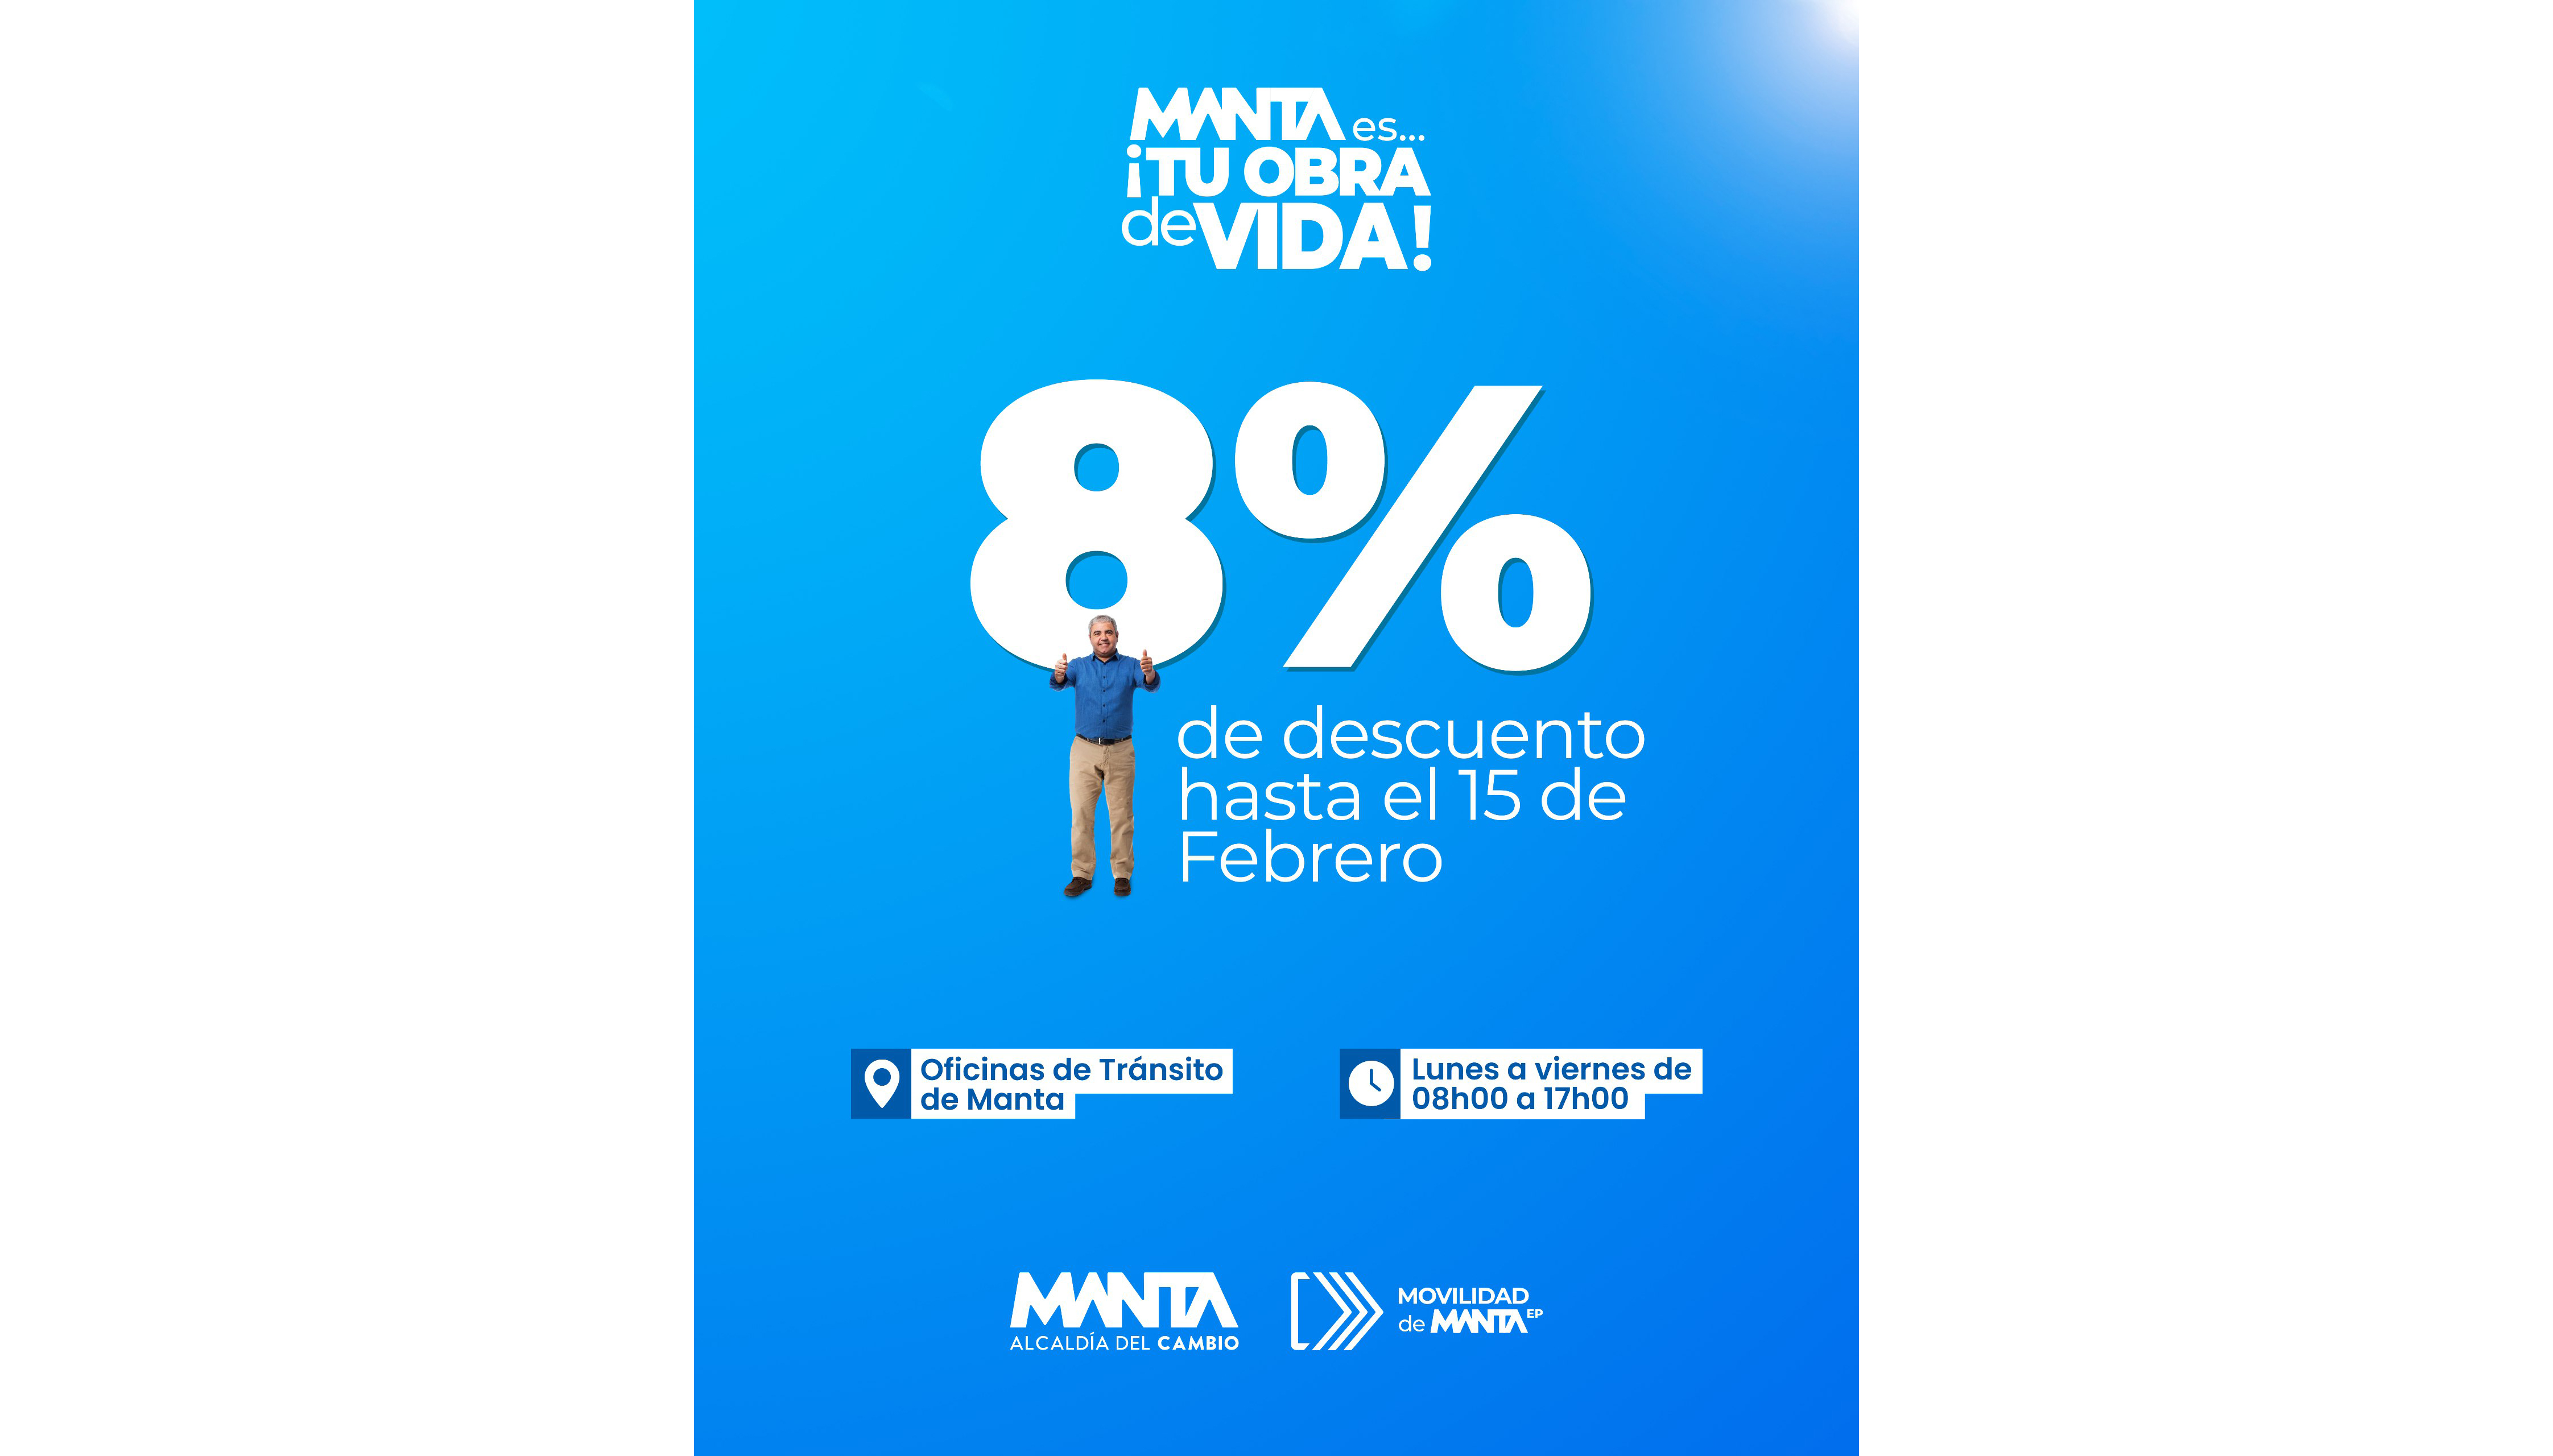 MANTA es...
¡TU OBRA
de VIDA!
8%
de descuento
hasta el 15 de
Febrero
Oficinas de Tránsito
de Manta
Lunes a viernes de
08h00 a 17h00
MANTA
ALCALDÍA DEL CAMBIO
MOVILIDAD
de MANTA EP